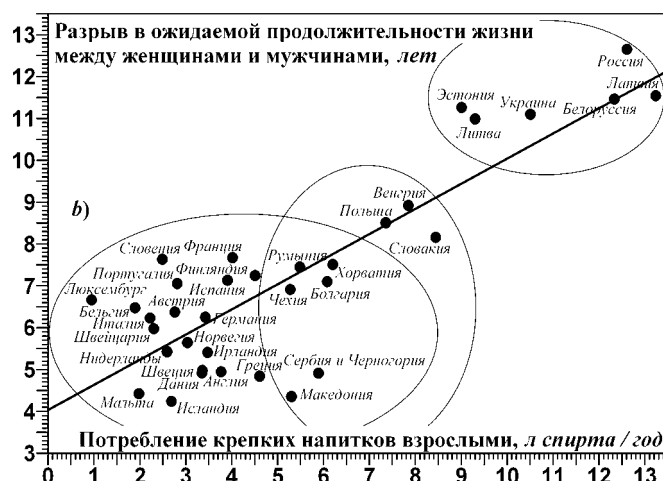 Разрыв в ожидаемой продолжительности жизни
между женщинами и мужчинами, лет
13
12
11
10
9
8
7
6
5
4
3
b)
Россия
Латвия
Эстония
Украина
Белоруссия
Литва
Венгрия
Польша
Словакия
Словения
Франция
Румыния
Португалия
Финляндия
Хорватия
Люксембург
Испания
Чехия
Болгария
Бельгия
Австрия
Италия
Германия
Швейцария
Норвегия
Нидерланды
Ирландия
Сербия и Черногория
Швеция
Греция
Дания
Англия
Македония
Мальта
Исландия
Потребление крепких напитков взрослыми, л спирта / год
0 1 2 3 4 5 6 7 8 9 10 11 12 13